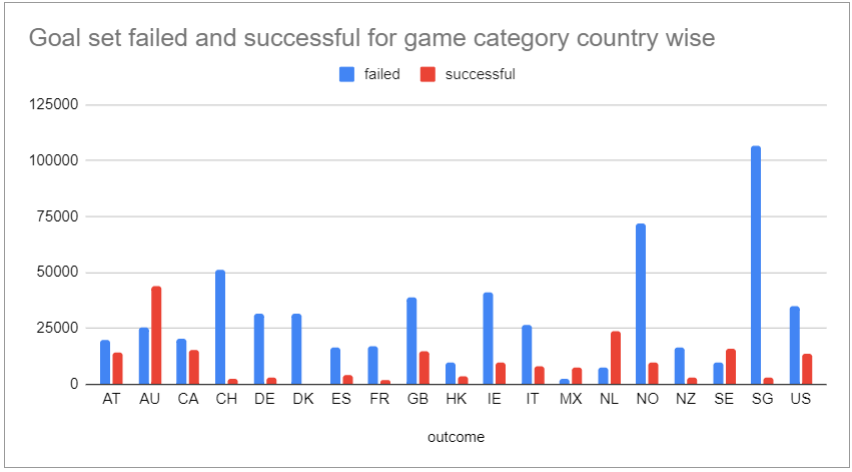 Goal set failed and successful for game category country wise
failed successful
125000
100000
75000
50000
25000
0
AT AU CA CH DE DK ES FR GB HK IE IT MX NL NO NZ SE SG US
outcome